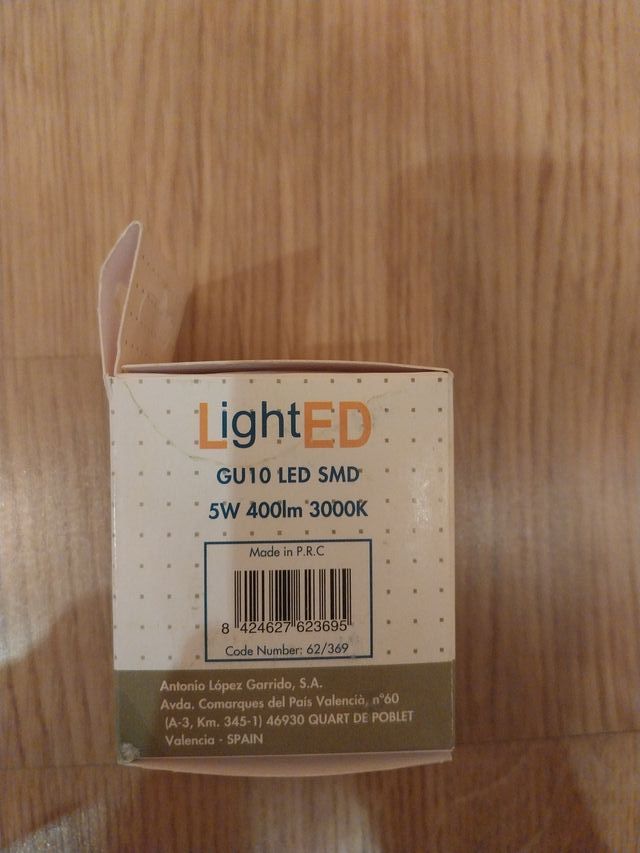 LightED
GU10 LED SMD
5W 400lm 3000K
Made in P.R.C
8 424627 623695
Code Number: 62/369
Antonio López Garrido, S.A.
Avda. Comarques del País Valencià, nº60
(A-3, Km. 345-1) 46930 QUART DE POBLET
Valencia - SPAIN